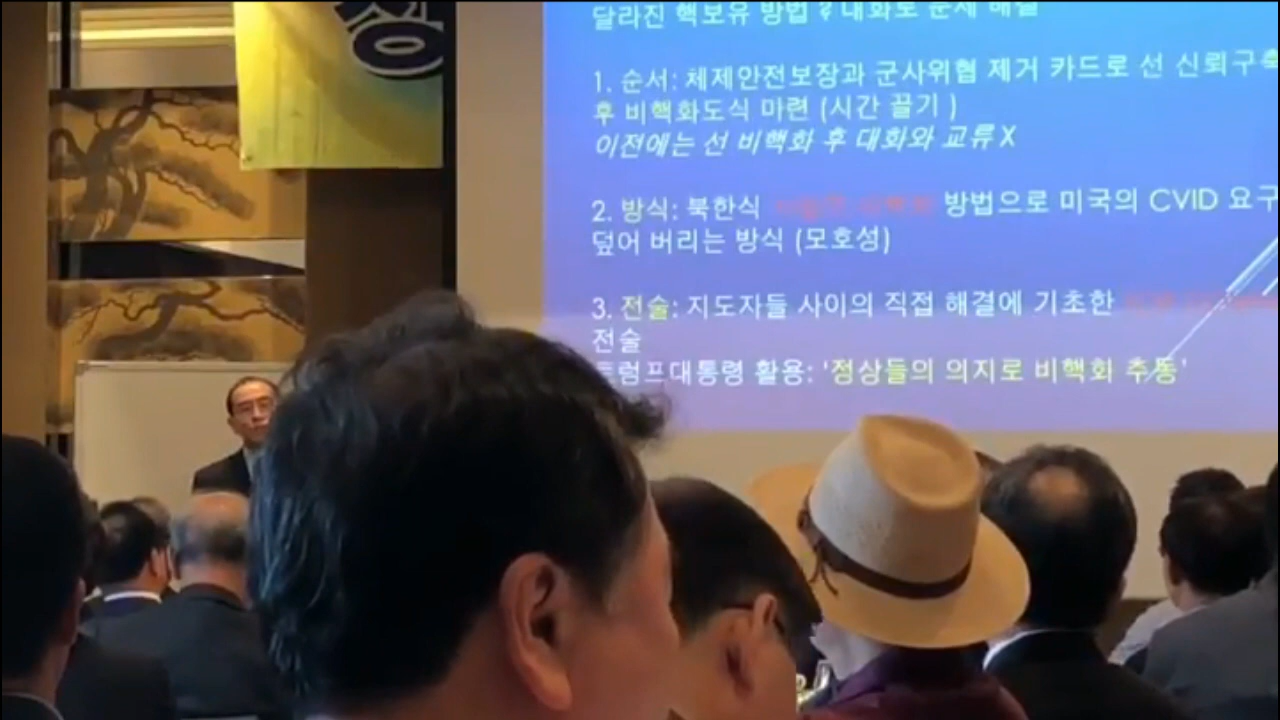 상
달라진 핵보유 방법 ? 대화로 문제 해결
1. 순서: 체제안전보장과 군사위협 제거 카드로 선 신뢰구축
후 비핵화도식 마련 (시간 끌기 )
이전에는 선 비핵화 후 대화와 교류 X
2. 방식: 북한식 방법으로 미국의 CVID 요구
덮어 버리는 방식 (모호성)
3. 전술: 지도자들 사이의 직접 해결에 기초한
전술
트럼프대통령 활용: '정상들의 의지로 비핵화 추동'